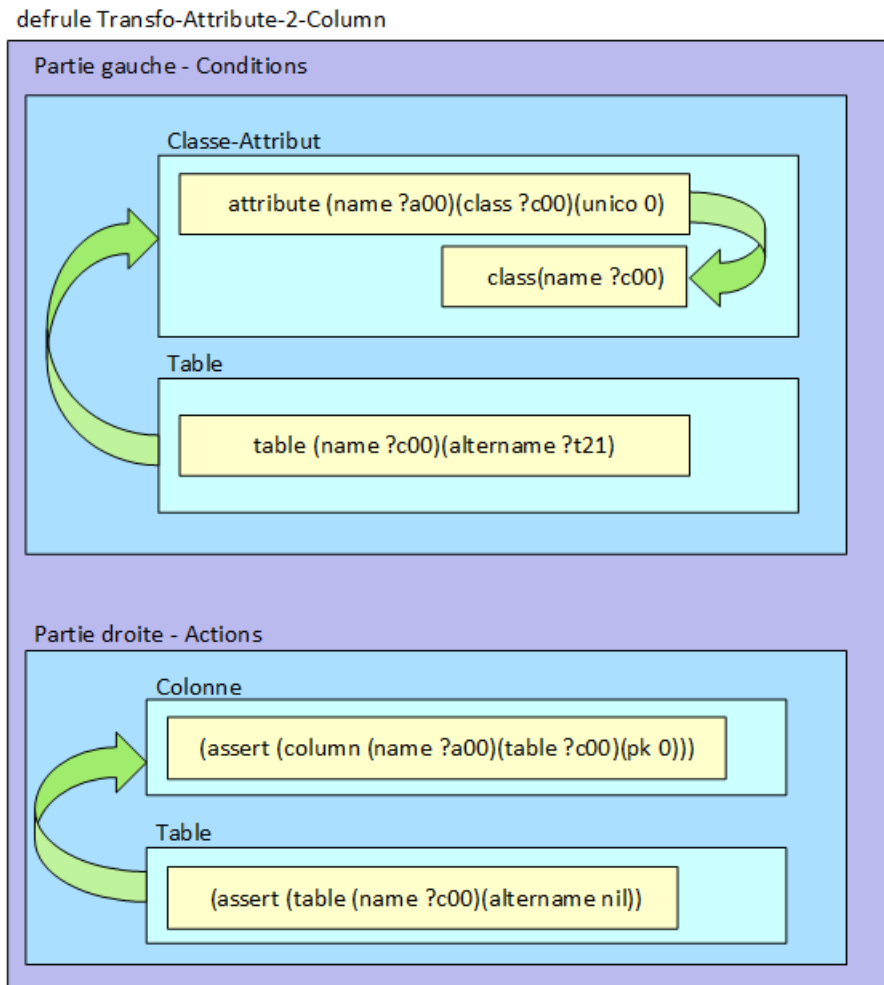 defrule Transfo-Attribute-2-Column
Partie gauche - Conditions
Classe-Attribut
attribute (name ?a00)(class ?c00)(unico 0)
class(name ?c00)
Table
table (name ?c00)(altername ?t21)
Partie droite - Actions
Colonne
(assert (column (name ?a00)(table ?c00)(pk 0)))
Table
(assert (table (name ?c00)(altername nil))